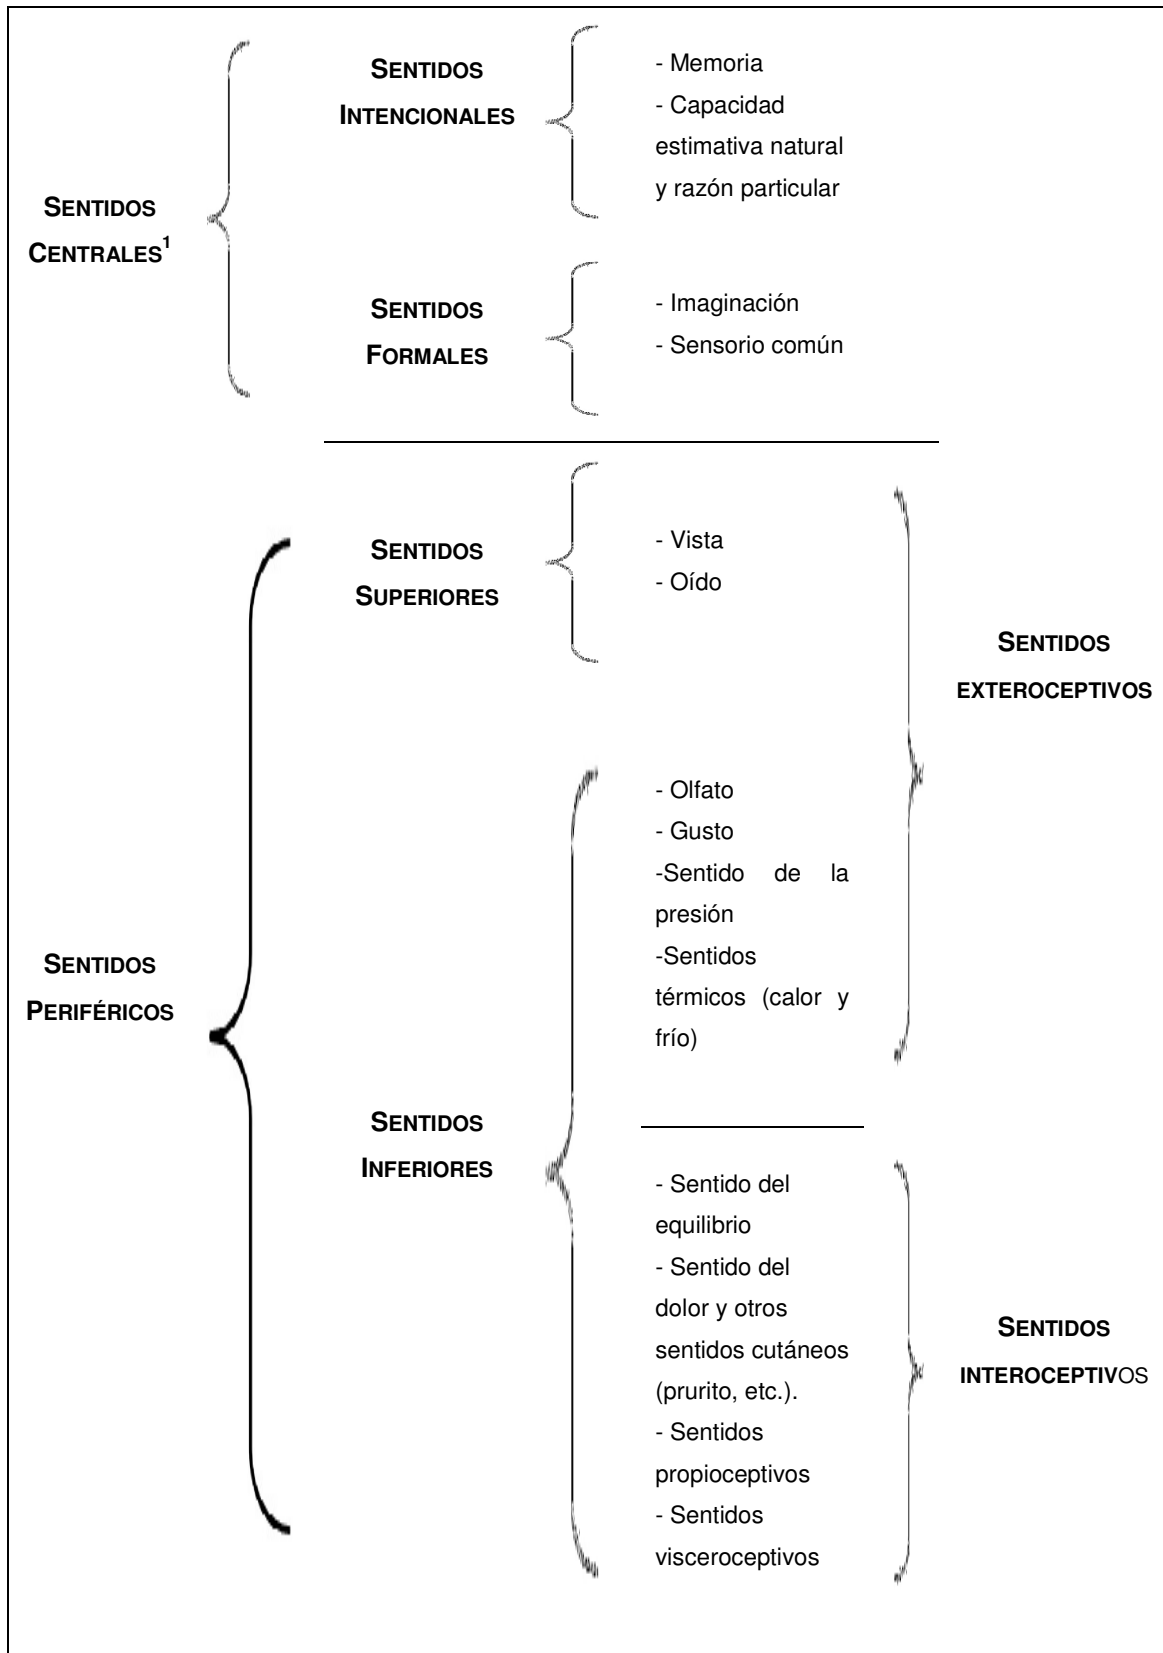 SENTIDOS
CENTRALES1
SENTIDOS
INTENCIONALES
- Memoria
- Capacidad
estimativa natural
y razón particular
SENTIDOS
FORMALES
- Imaginación
- Sensorio común
SENTIDOS
PERIFÉRICOS
SENTIDOS
SUPERIORES
- Vista
- Oído
SENTIDOS
INFERIORES
- Olfato
- Gusto
-Sentido de la
presión
-Sentidos
térmicos (calor y
frío)
SENTIDOS
EXTEROCEPTIVOS
- Sentido del
equilibrio
- Sentido del
dolor y otros
sentidos cutáneos
(prurito, etc.).
- Sentidos
propioceptivos
- Sentidos
visceroceptivos
SENTIDOS
INTEROCEPTIVOS